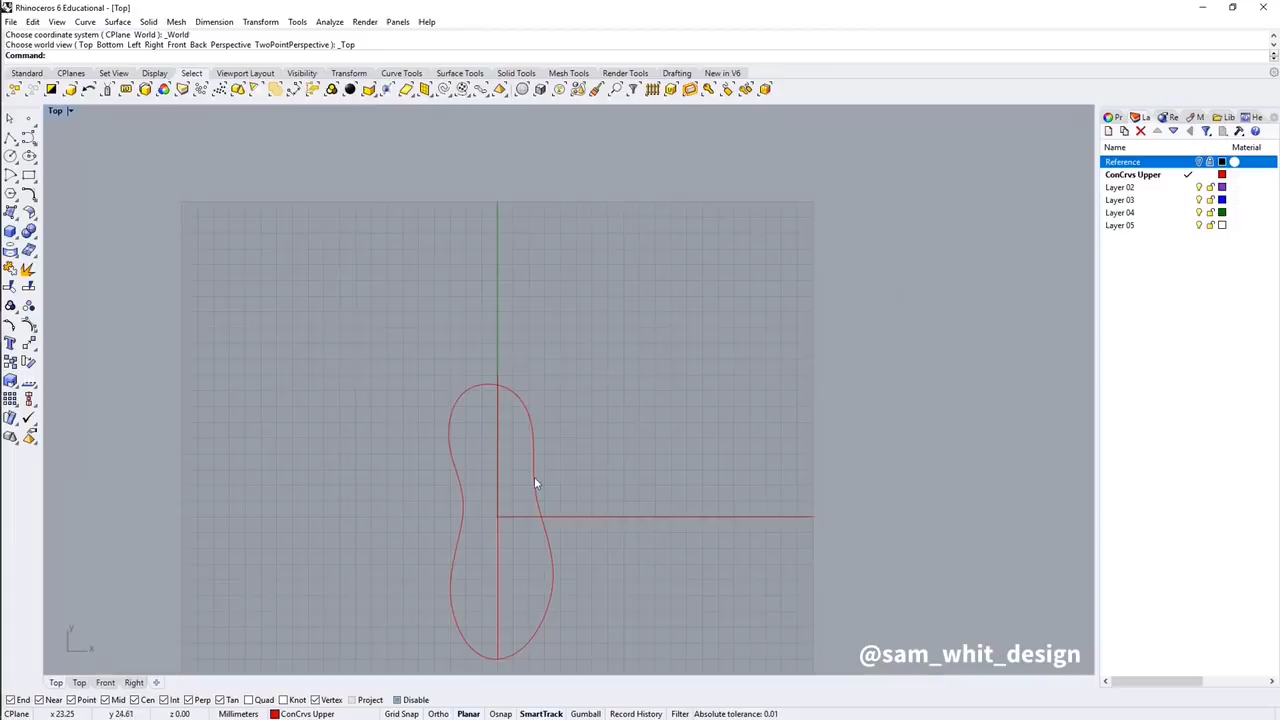 Rhinoceros 6 Educational - [Top]
File Edit View Curve Surface Solid Mesh Dimension Transform Tools Analyze Render Panels Help
Choose coordinate system ( CPlane World ): _World
Choose world view ( Top Bottom Left Right Front Back Perspective TwoPointPerspective ): _Top
Command:
Standard CPlanes Set View Display Select Viewport Layout Visibility Transform Curve Tools Surface Tools Solid Tools Mesh Tools Render Tools Drafting New in V6
Top
Pr La Re M Lib He
Name Material
Reference
ConCrvs Upper
Layer 02
Layer 03
Layer 04
Layer 05
y
x
@sam_whit_design
Top Top Front Right
End Near Point Mid Cen Int Perp Tan Quad Knot Vertex Project Disable
CPlane x 23.25 y 24.61 z 0.00 Millimeters ConCrvs Upper Grid Snap Ortho Planar Osnap SmartTrack Gumball Record History Filter Absolute tolerance: 0.01